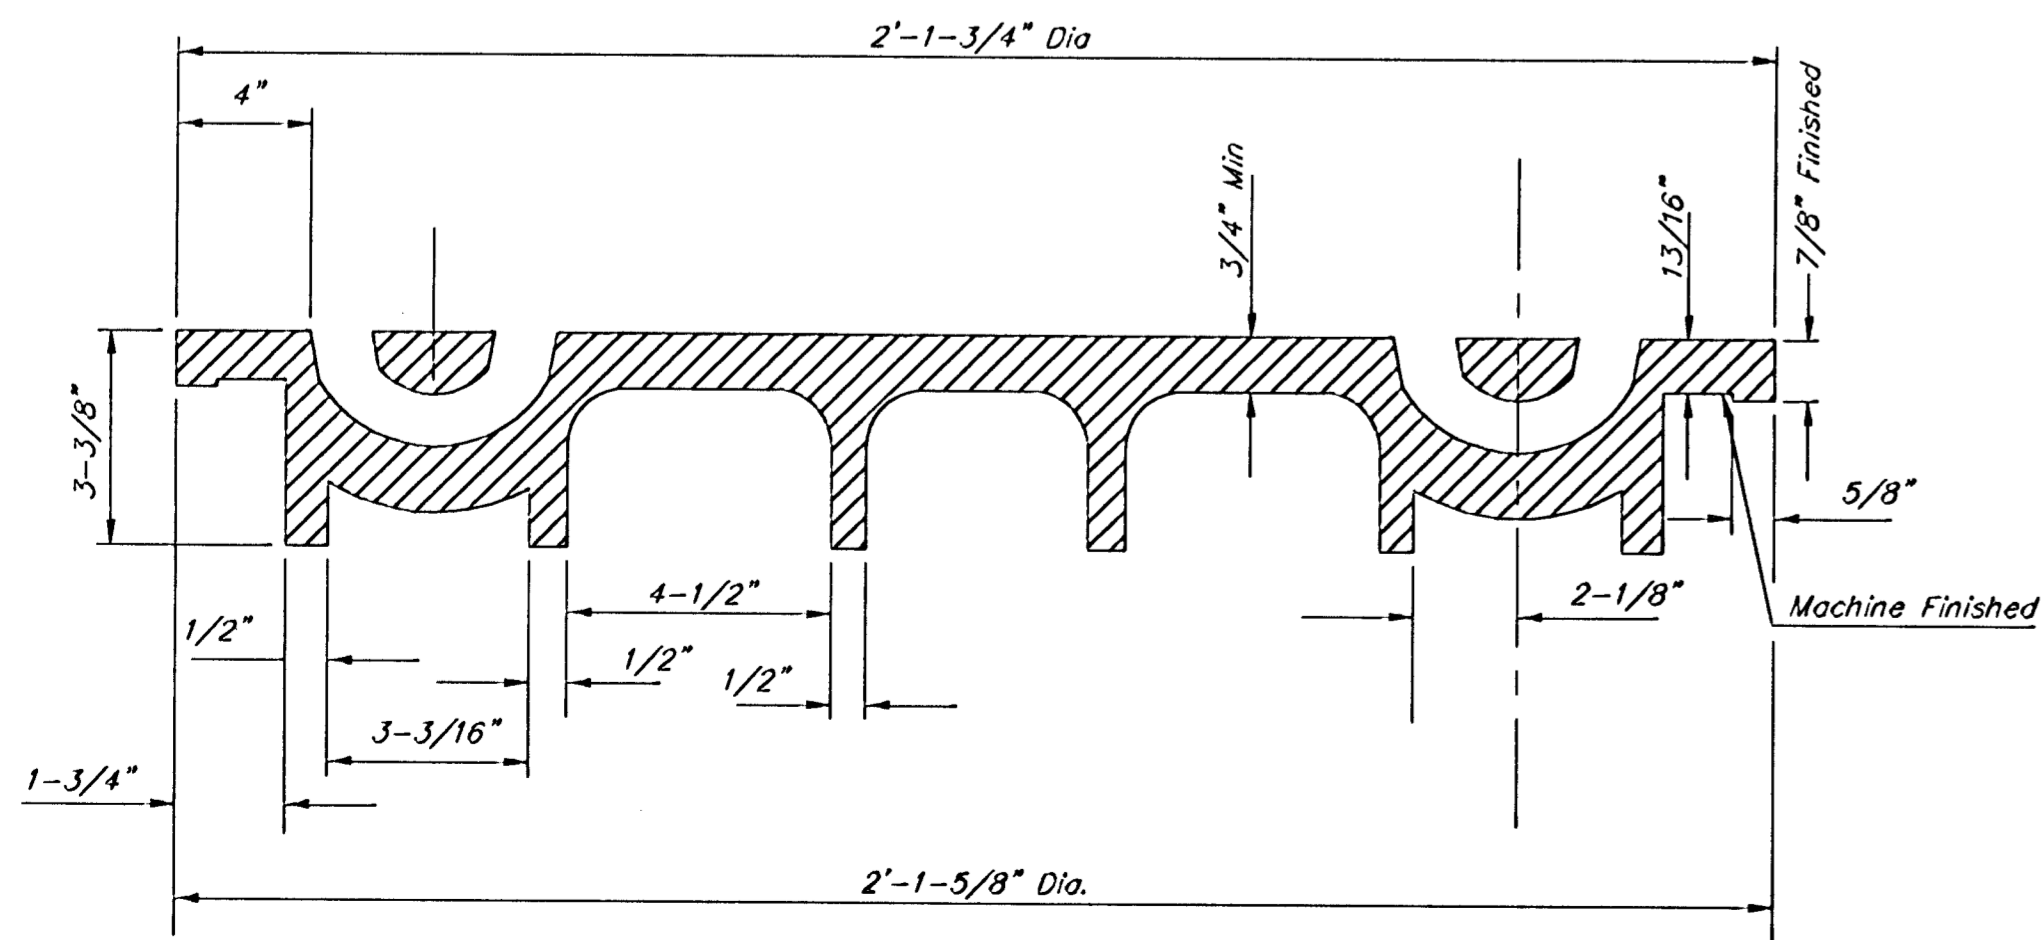 2'-1-3/4" Dia
4"
3/4" Min
13/16"
7/8" Finished
3-3/8"
5/8"
4-1/2"
2-1/8"
Machine Finished
1/2"
1/2"
1/2"
3-3/16"
1-3/4"
2'-1-5/8" Dia.